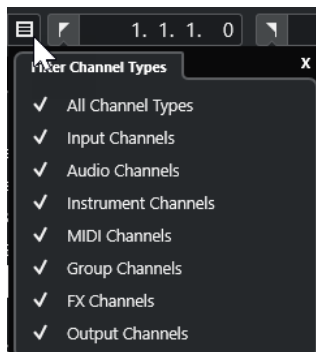 1. 1. 1. 0
Channel Types
x
All Channel Types
Input Channels
Audio Channels
Instrument Channels
MIDI Channels
Group Channels
FX Channels
Output Channels